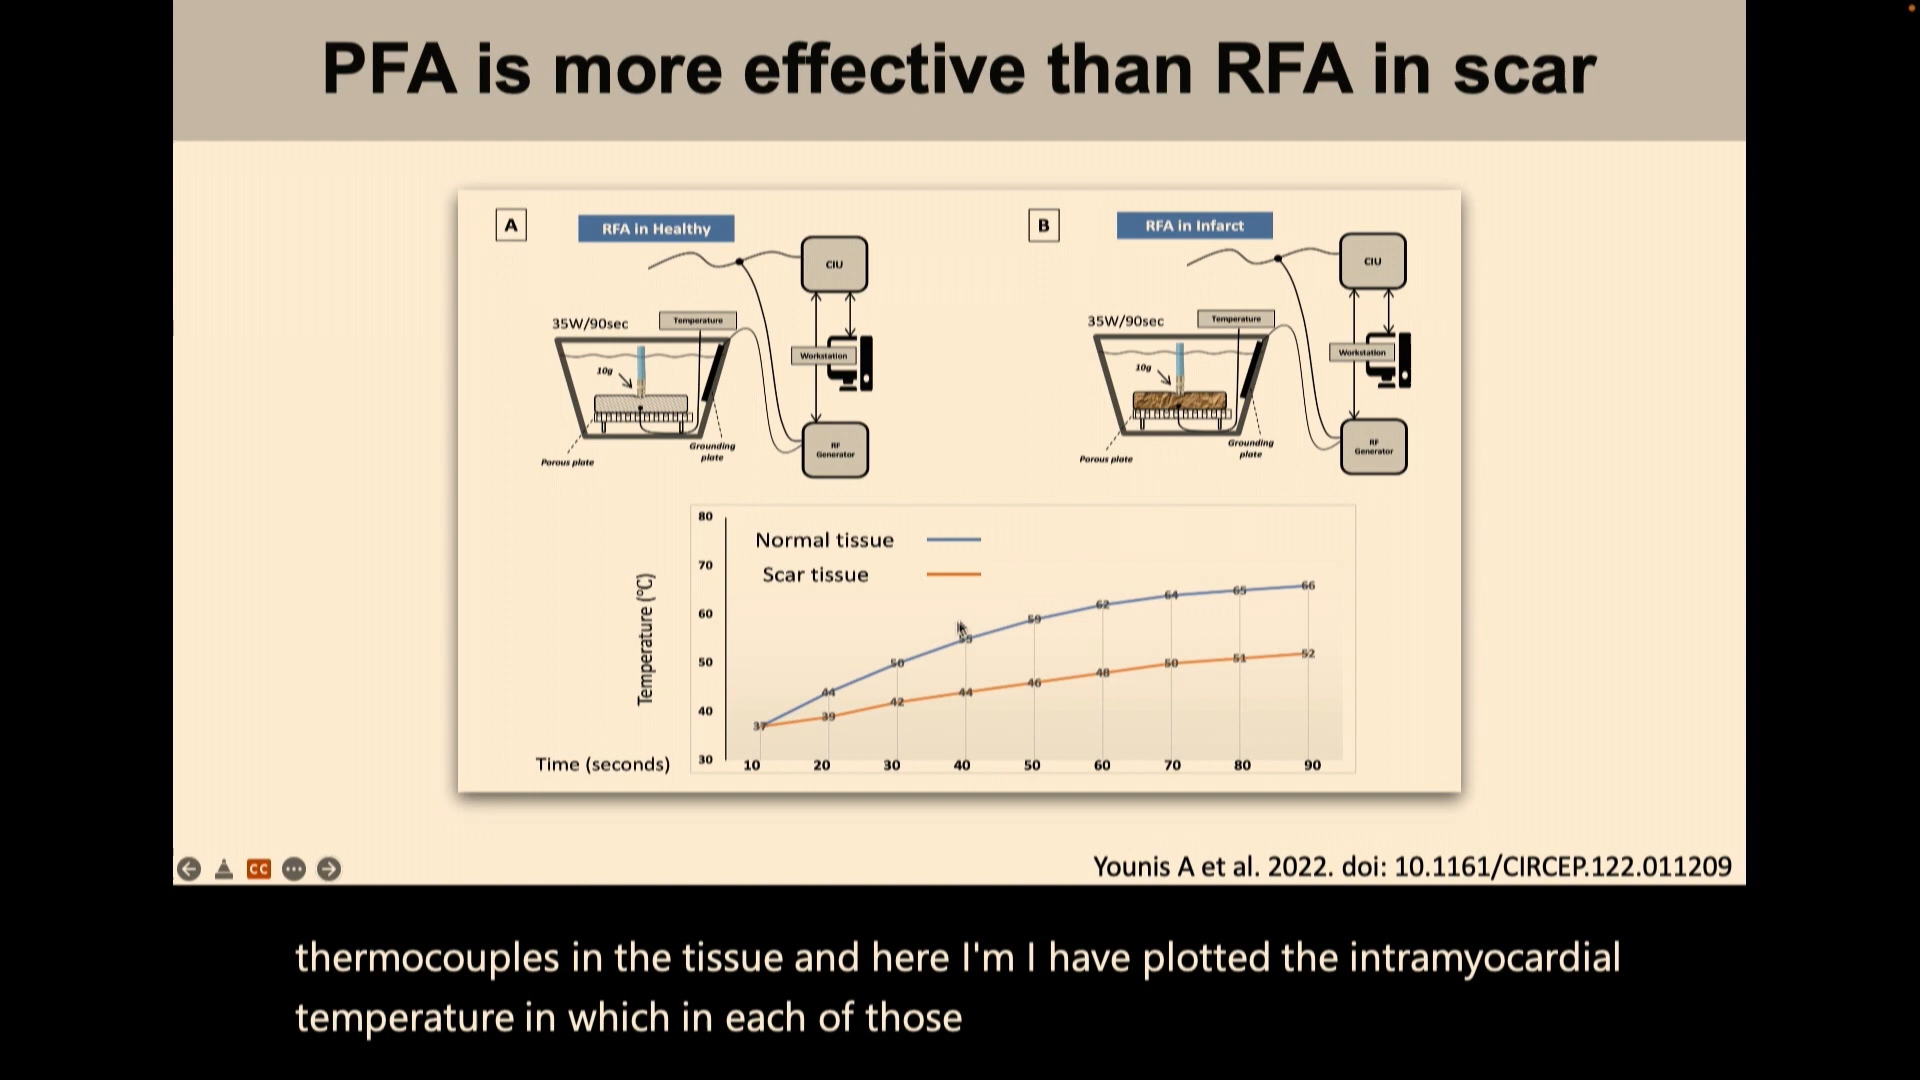 PFA is more effective than RFA in scar
A
RFA in Healthy
CIU
35W/90sec
Temperature
10g
Workstation
Porous plate
Grounding
plate
RF
Generator
B
RFA in Infarct
CIU
35W/90sec
Temperature
10g
Workstation
Porous plate
Grounding
plate
RF
Generator
Temperature (°C)
80
70
60
50
40
30
Normal tissue
Scar tissue
37
44
50
55
59
62
64
65
66
39
42
44
46
48
50
51
52
Time (seconds)
10 20 30 40 50 60 70 80 90
CC
Younis A et al. 2022. doi: 10.1161/CIRCEP.122.011209
thermocouples in the tissue and here I'm I have plotted the intramyocardial
temperature in which in each of those